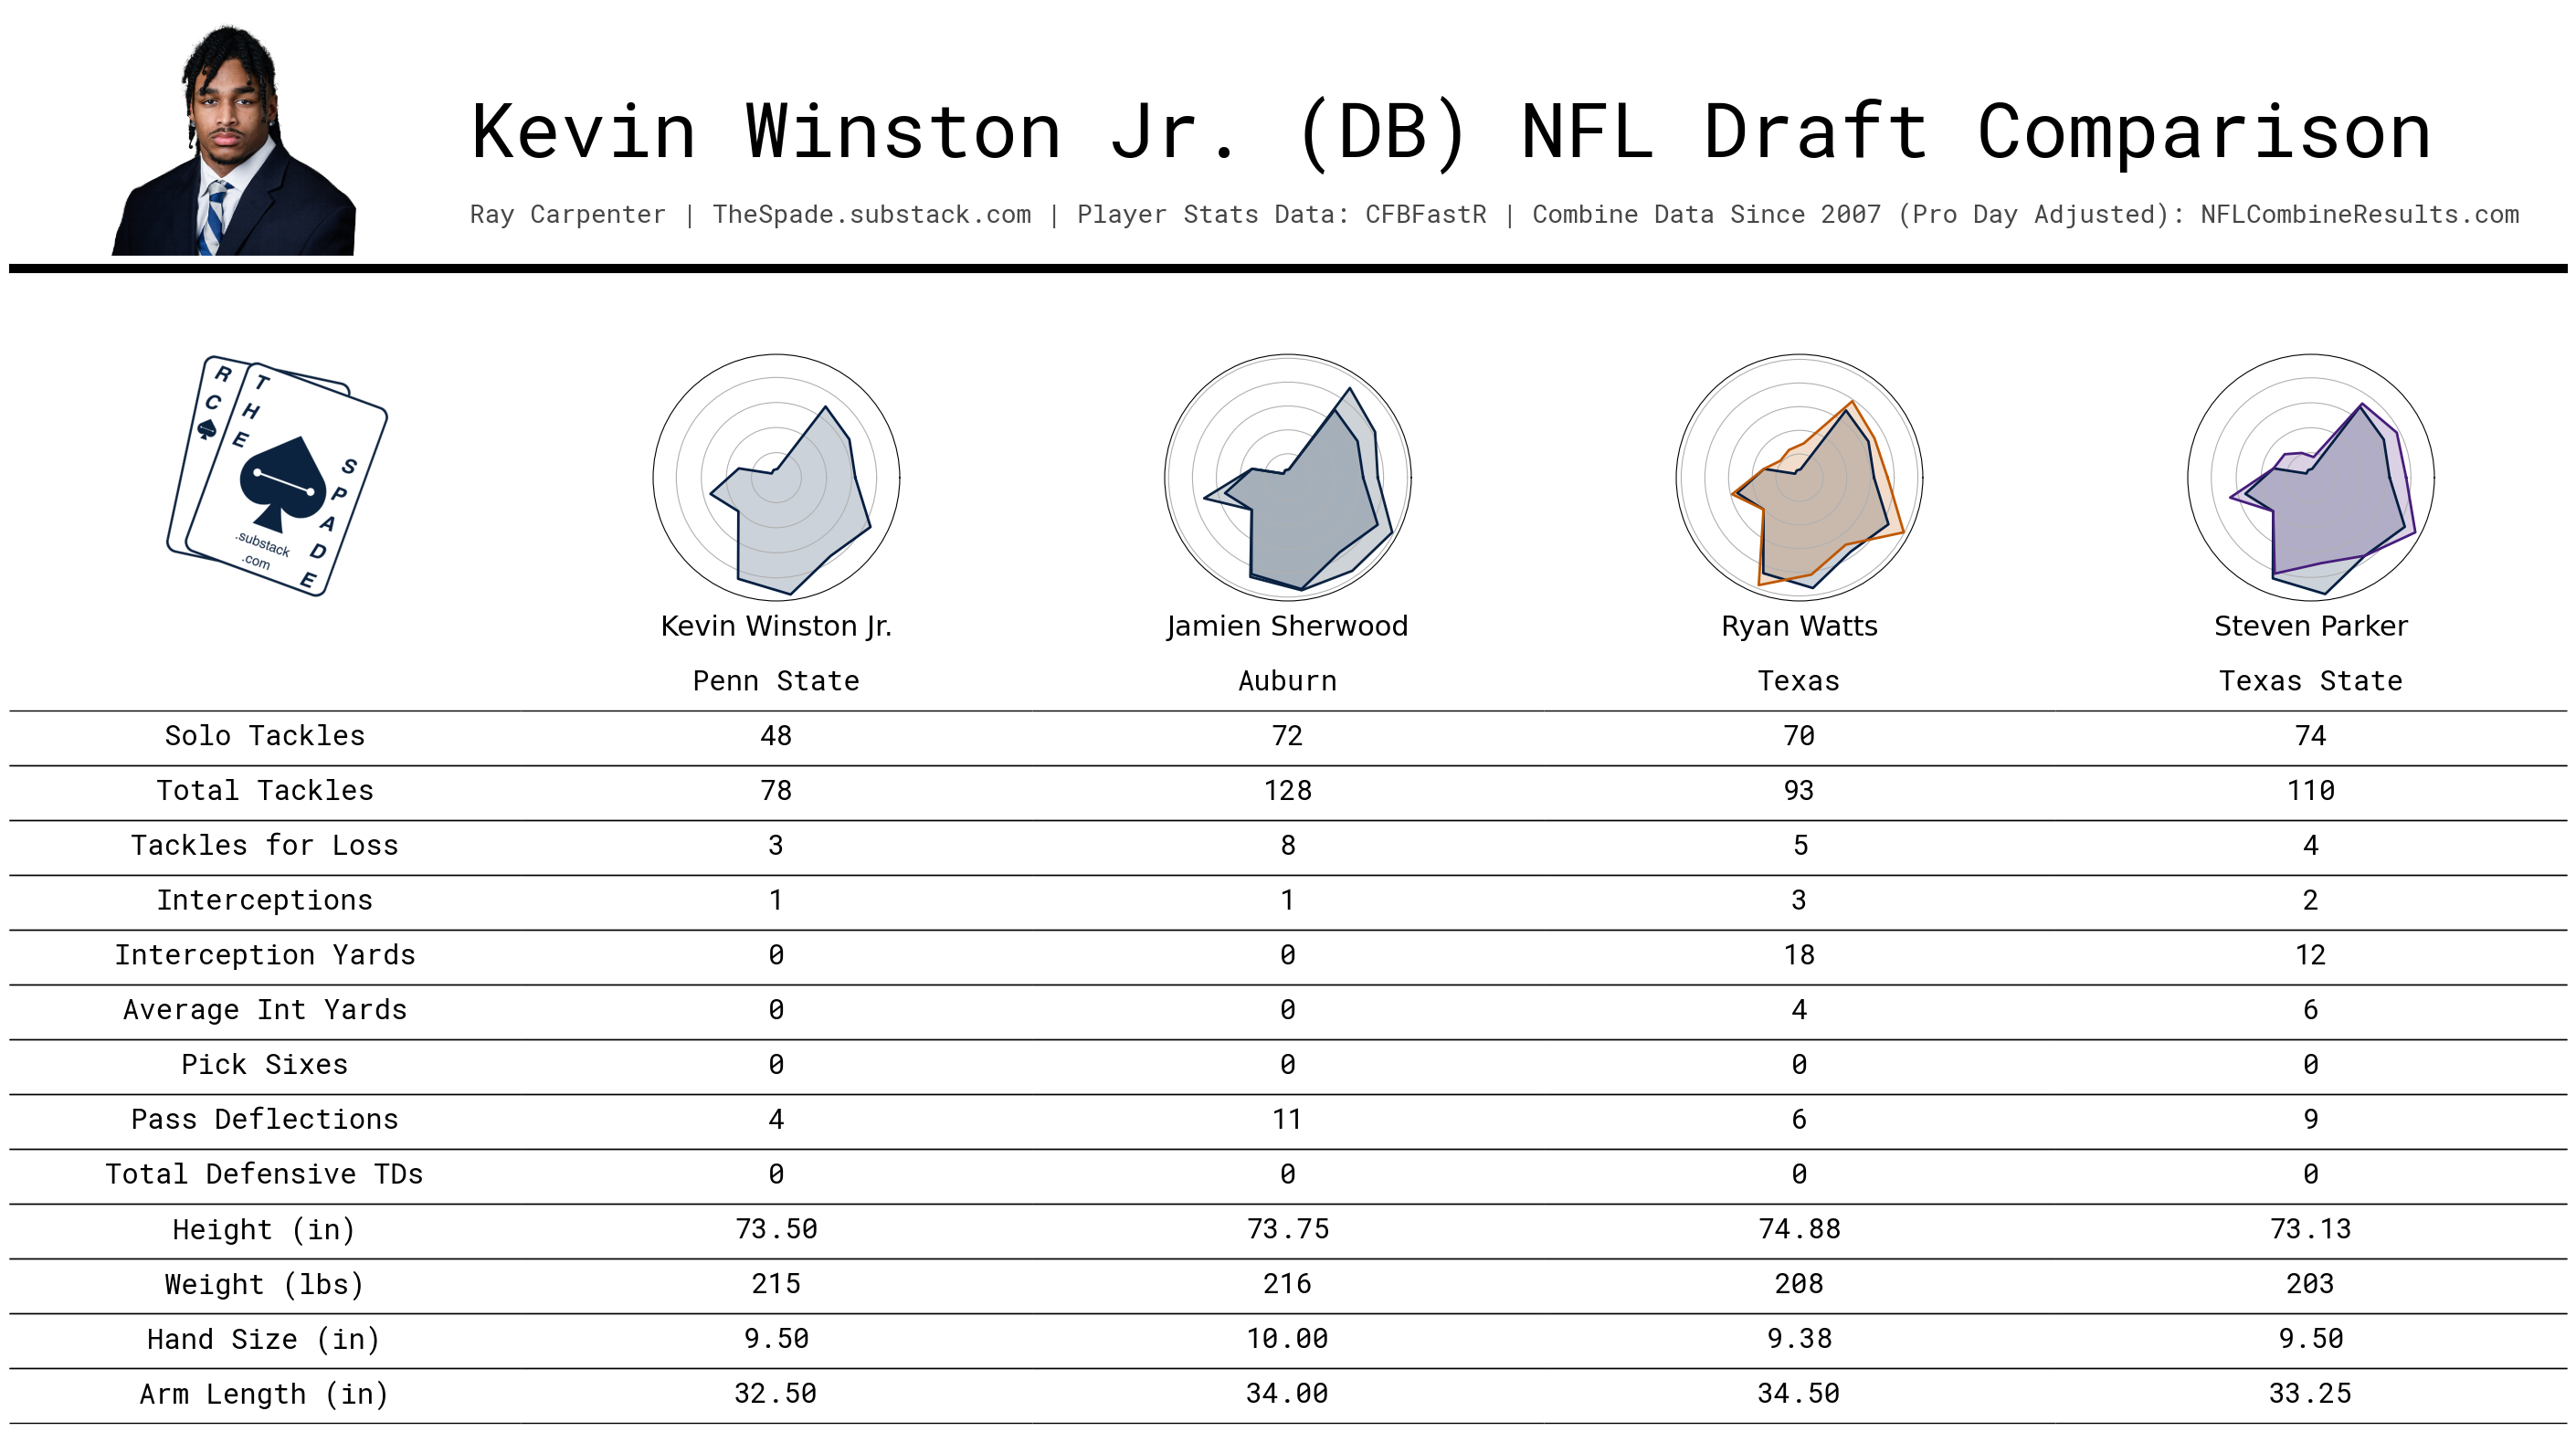 Kevin Winston Jr. (DB) NFL Draft Comparison
Ray Carpenter | TheSpade.substack.com | Player Stats Data: CFBFastR | Combine Data Since 2007 (Pro Day Adjusted): NFLCombineResults.com
RC
THE
SPADE
.substack
.com
Kevin Winston Jr. Jamien Sherwood Ryan Watts Steven Parker
Penn State Auburn Texas Texas State
Solo Tackles 48 72 70 74
Total Tackles 78 128 93 110
Tackles for Loss 3 8 5 4
Interceptions 1 1 3 2
Interception Yards 0 0 18 12
Average Int Yards 0 0 4 6
Pick Sixes 0 0 0 0
Pass Deflections 4 11 6 9
Total Defensive TDs 0 0 0 0
Height (in) 73.50 73.75 74.88 73.13
Weight (lbs) 215 216 208 203
Hand Size (in) 9.50 10.00 9.38 9.50
Arm Length (in) 32.50 34.00 34.50 33.25